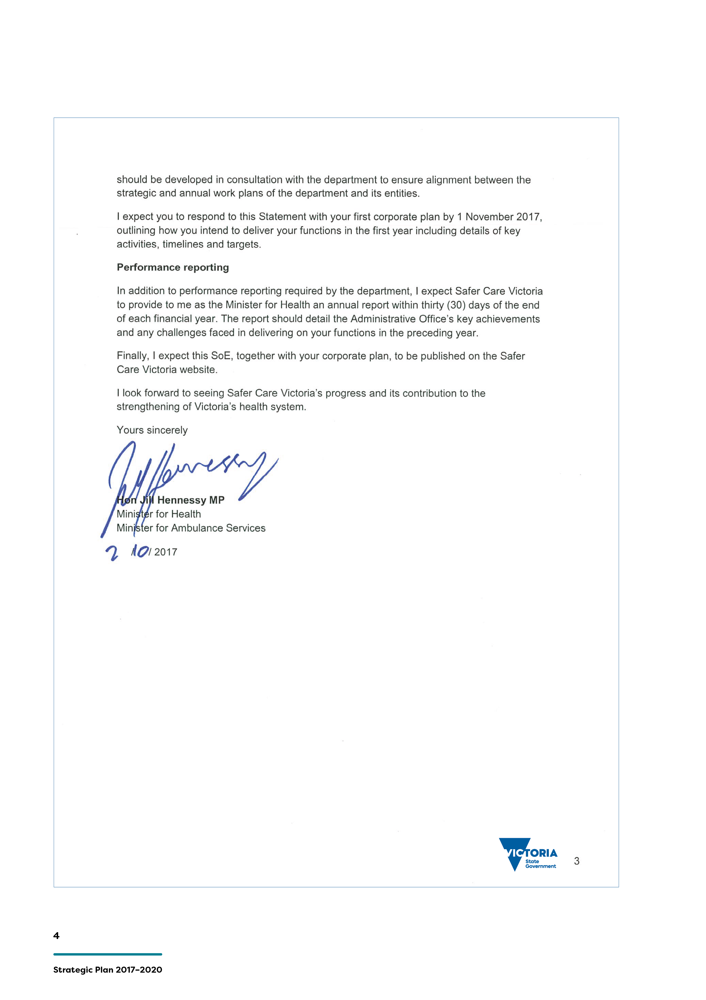 should be developed in consultation with the department to ensure alignment between the
strategic and annual work plans of the department and its entities.
I expect you to respond to this Statement with your first corporate plan by 1 November 2017,
outlining how you intend to deliver your functions in the first year including details of key
activities, timelines and targets.
Performance reporting
In addition to performance reporting required by the department, I expect Safer Care Victoria
to provide to me as the Minister for Health an annual report within thirty (30) days of the end
of each financial year. The report should detail the Administrative Office's key achievements
and any challenges faced in delivering on your functions in the preceding year.
Finally, I expect this SoE, together with your corporate plan, to be published on the Safer
Care Victoria website.
I look forward to seeing Safer Care Victoria's progress and its contribution to the
strengthening of Victoria's health system.
Yours sincerely
Jill Hennessy
Hon Jill Hennessy MP
Minister for Health
Minister for Ambulance Services
2 /10/ 2017
VICTORIA
State
Government
3
4
Strategic Plan 2017–2020